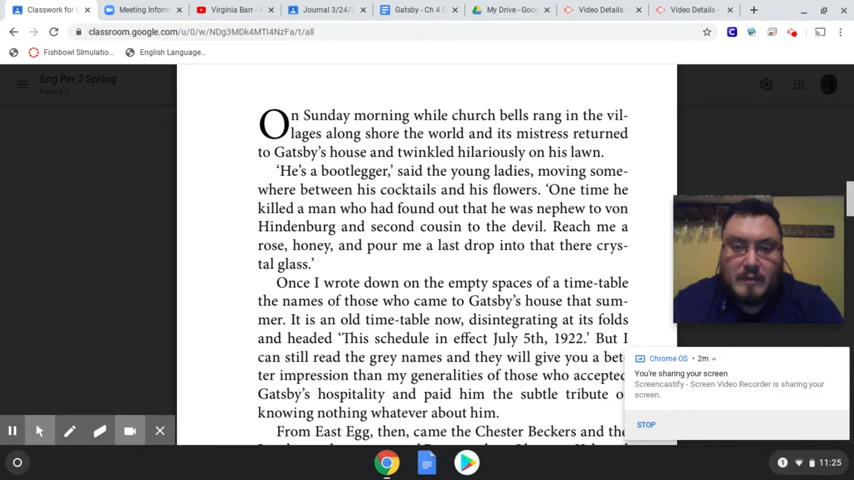 Classwork for E
Meeting Inform
Virginia Barr - Y
Journal 3/24/2
Gatsby - Ch 4 C
My Drive - Goog
Video Details -
Video Details -
classroom.google.com/u/0/w/NDg3MDk4MTI4NzFa/t/all
Fishbowl SImulatio...
English Language...
Eng Per 2 Spring
On Sunday morning while church bells rang in the vil-
lages along shore the world and its mistress returned
to Gatsby's house and twinkled hilariously on his lawn.
'He's a bootlegger,' said the young ladies, moving some-
where between his cocktails and his flowers. 'One time he
killed a man who had found out that he was nephew to von
Hindenburg and second cousin to the devil. Reach me a
rose, honey, and pour me a last drop into that there crys-
tal glass.'
Once I wrote down on the empty spaces of a time-table
the names of those who came to Gatsby's house that sum-
mer. It is an old time-table now, disintegrating at its folds
and headed 'This schedule in effect July 5th, 1922.' But I
can still read the grey names and they will give you a bet-
ter impression than my generalities of those who accepted
Gatsby's hospitality and paid him the subtle tribute o
knowing nothing whatever about him.
From East Egg, then, came the Chester Beckers and the
Chrome OS • 2m
You're sharing your screen
Screencastify - Screen Video Recorder is sharing your
screen.
STOP
1
11:25